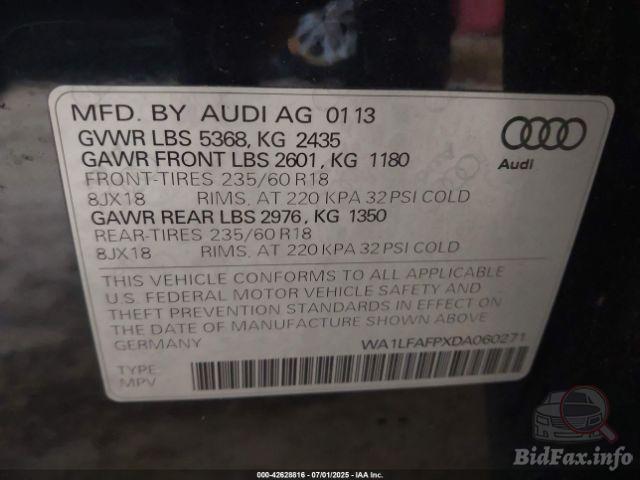 MFD. BY AUDI AG 01 13
GVWR LBS 5368, KG 2435
GAWR FRONT LBS 2601, KG 1180
FRONT-TIRES 235/60 R18
8JX18 RIMS, AT 220 KPA 32 PSI COLD
GAWR REAR LBS 2976, KG 1350
REAR-TIRES 235/60 R18
8JX18 RIMS, AT 220 KPA 32 PSI COLD
Audi
THIS VEHICLE CONFORMS TO ALL APPLICABLE
U.S. FEDERAL MOTOR VEHICLE SAFETY AND
THEFT PREVENTION STANDARDS IN EFFECT ON
THE DATE OF MANUFACTURE SHOWN ABOVE
GERMANY WA1LFAFPXDA060271
TYPE:
MPV
BidFax.info
000-42628816 - 07/01/2025 - IAA Inc.